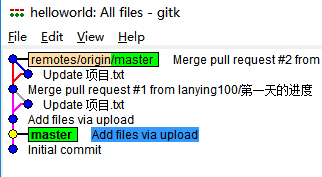 helloworld: All files - gitk
File Edit View Help
remotes/origin/master Merge pull request #2 from
Update 项目.txt
Merge pull request #1 from lanying100/第一天的进度
Update 项目.txt
Add files via upload
master Add files via upload
Initial commit